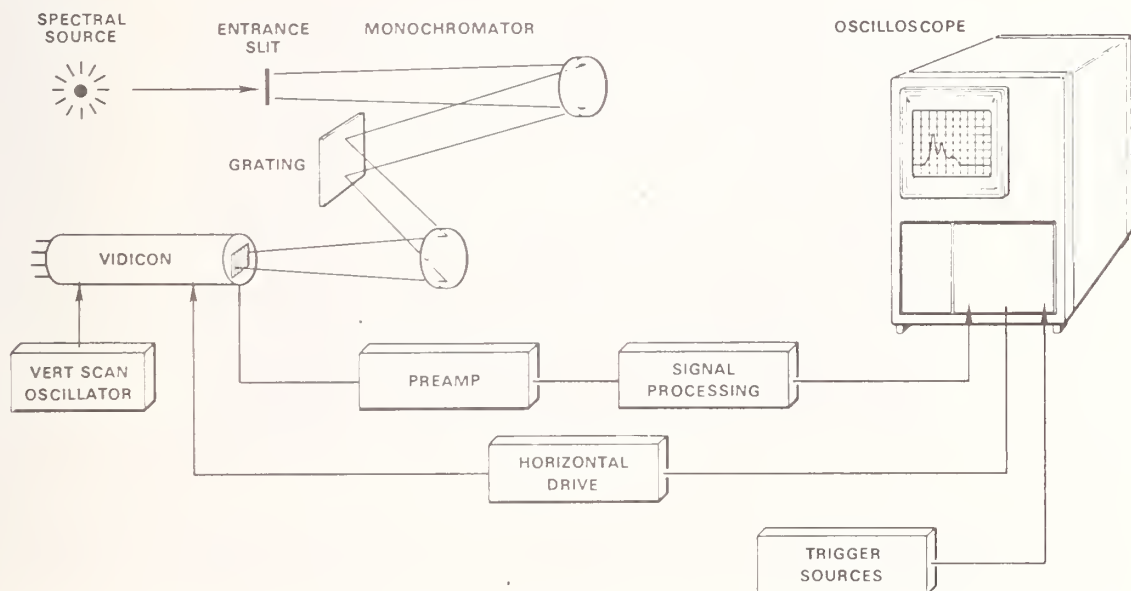 SPECTRAL
SOURCE
ENTRANCE
SLIT
MONOCHROMATOR
OSCILLOSCOPE
GRATING
VIDICON
VERT SCAN
OSCILLATOR
PREAMP
SIGNAL
PROCESSING
HORIZONTAL
DRIVE
TRIGGER
SOURCES